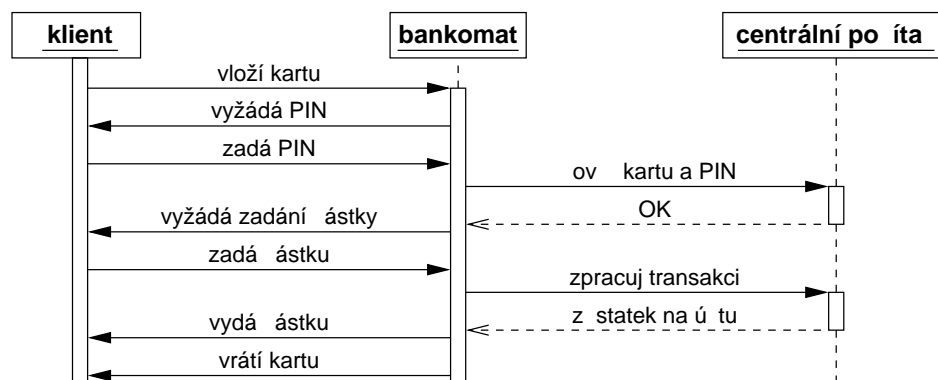 klient
bankomat
centrální po íta
vloží kartu
vyžádá PIN
zadá PIN
ov kartu a PIN
OK
vyžádá zadání ástky
zadá ástku
zpracuj transakci
z statek na ú tu
vydá ástku
vrátí kartu